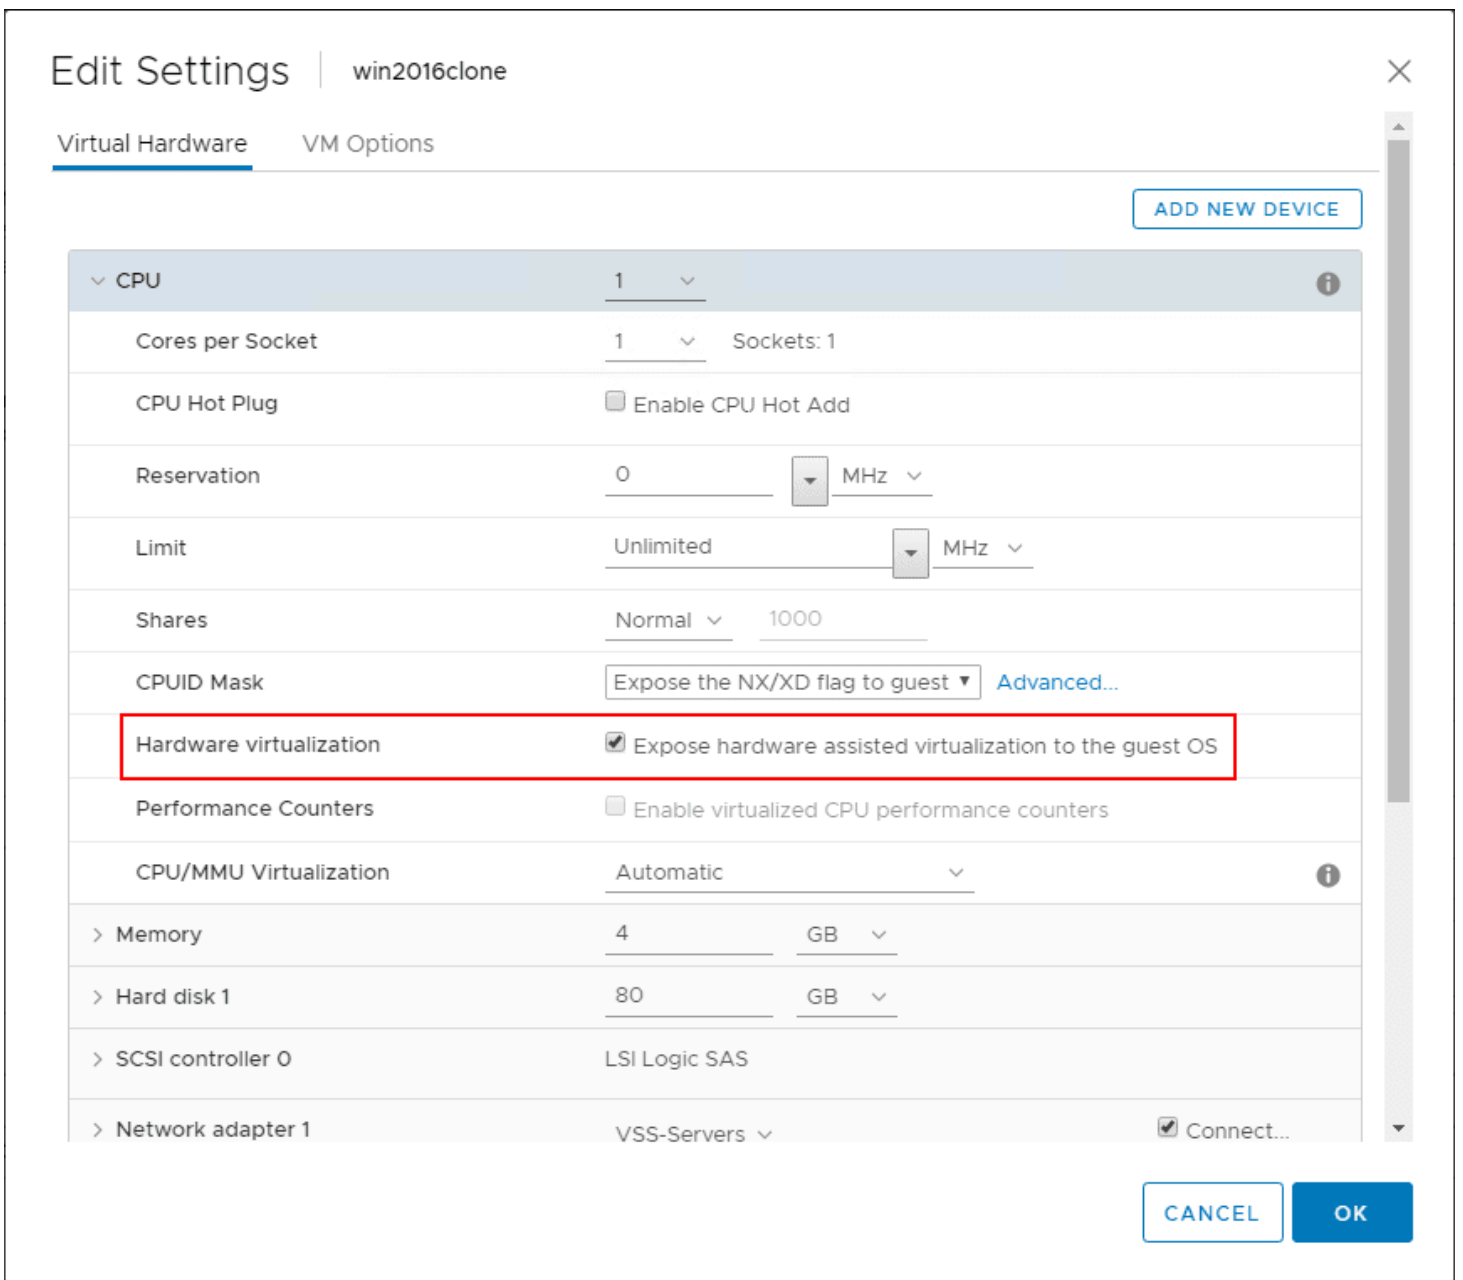 Edit Settings win2016clone
Virtual Hardware VM Options
ADD NEW DEVICE
CPU 1
Cores per Socket 1 Sockets: 1
CPU Hot Plug Enable CPU Hot Add
Reservation 0 MHz
Limit Unlimited MHz
Shares Normal 1000
CPUID Mask Expose the NX/XD flag to guest Advanced...
Hardware virtualization Expose hardware assisted virtualization to the guest OS
Performance Counters Enable virtualized CPU performance counters
CPU/MMU Virtualization Automatic
Memory 4 GB
Hard disk 1 80 GB
SCSI controller 0 LSI Logic SAS
Network adapter 1 VSS-Servers Connect...
CANCEL OK